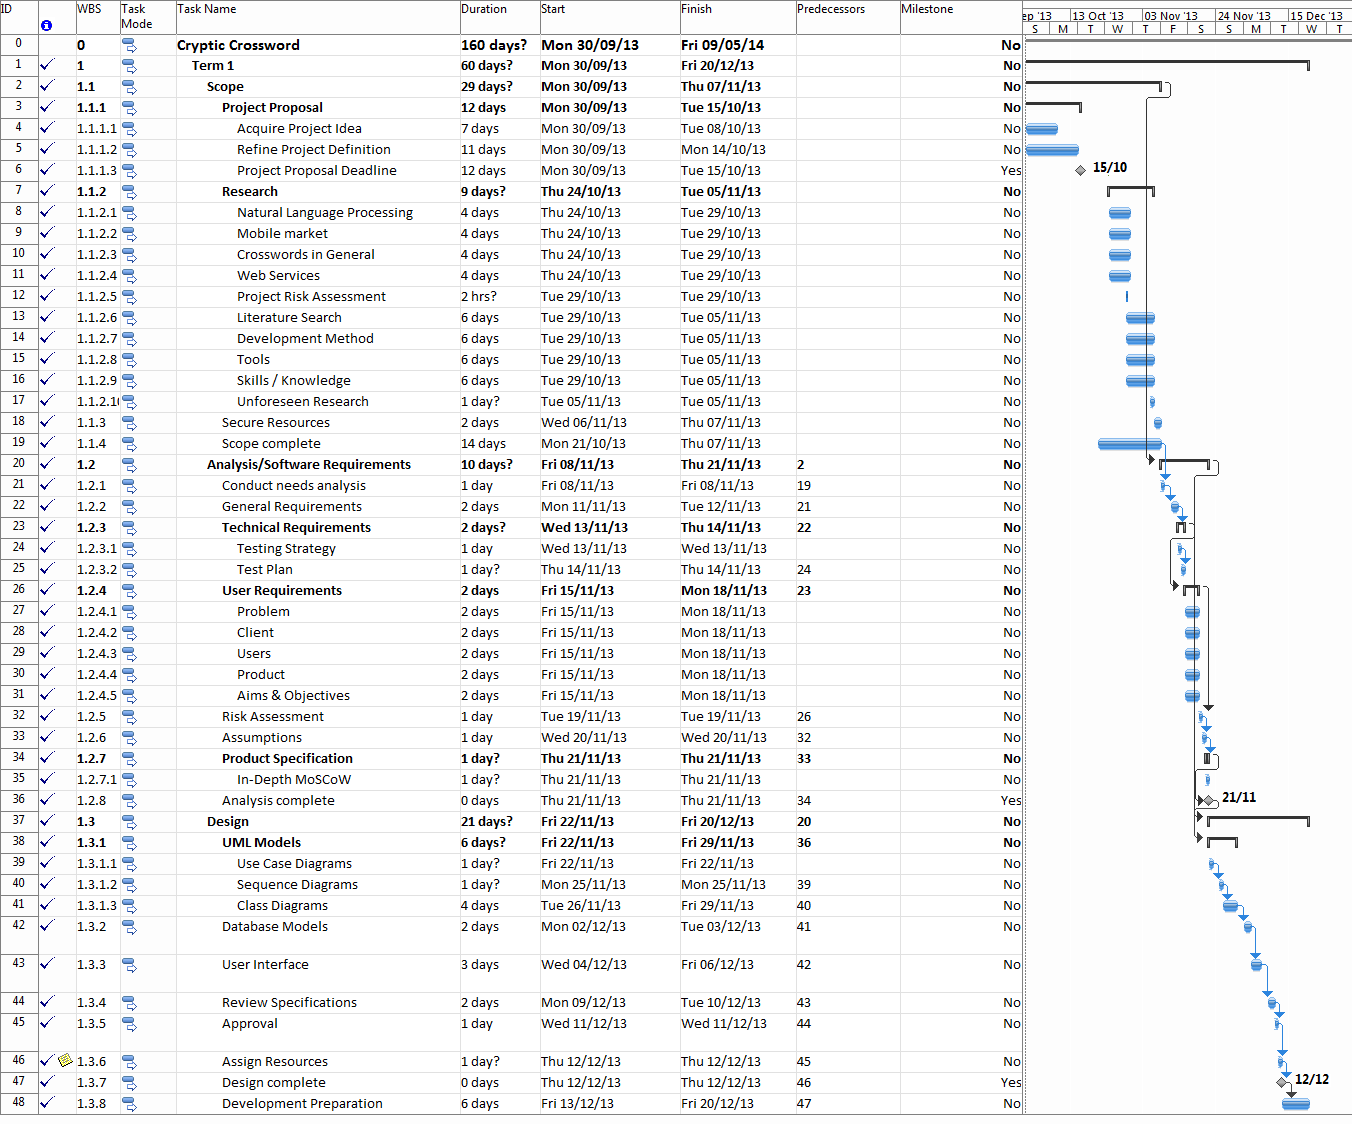 ID WBS Task Mode Task Name Duration Start Finish Predecessors Milestone ep '13 13 Oct '13 03 Nov '13 24 Nov '13 15 Dec '13
S M T W T F S S M T W T
0 0 Cryptic Crossword 160 days? Mon 30/09/13 Fri 09/05/14 No
1 1 Term 1 60 days? Mon 30/09/13 Fri 20/12/13 No
2 1.1 Scope 29 days? Mon 30/09/13 Thu 07/11/13 No
3 1.1.1 Project Proposal 12 days Mon 30/09/13 Tue 15/10/13 No
4 1.1.1.1 Acquire Project Idea 7 days Mon 30/09/13 Tue 08/10/13 No
5 1.1.1.2 Refine Project Definition 11 days Mon 30/09/13 Mon 14/10/13 No
6 1.1.1.3 Project Proposal Deadline 12 days Mon 30/09/13 Tue 15/10/13 Yes 15/10
7 1.1.2 Research 9 days? Thu 24/10/13 Tue 05/11/13 No
8 1.1.2.1 Natural Language Processing 4 days Thu 24/10/13 Tue 29/10/13 No
9 1.1.2.2 Mobile market 4 days Thu 24/10/13 Tue 29/10/13 No
10 1.1.2.3 Crosswords in General 4 days Thu 24/10/13 Tue 29/10/13 No
11 1.1.2.4 Web Services 4 days Thu 24/10/13 Tue 29/10/13 No
12 1.1.2.5 Project Risk Assessment 2 hrs? Tue 29/10/13 Tue 29/10/13 No
13 1.1.2.6 Literature Search 6 days Tue 29/10/13 Tue 05/11/13 No
14 1.1.2.7 Development Method 6 days Tue 29/10/13 Tue 05/11/13 No
15 1.1.2.8 Tools 6 days Tue 29/10/13 Tue 05/11/13 No
16 1.1.2.9 Skills / Knowledge 6 days Tue 29/10/13 Tue 05/11/13 No
17 1.1.2.10 Unforeseen Research 1 day? Tue 05/11/13 Tue 05/11/13 No
18 1.1.3 Secure Resources 2 days Wed 06/11/13 Thu 07/11/13 No
19 1.1.4 Scope complete 14 days Mon 21/10/13 Thu 07/11/13 No
20 1.2 Analysis/Software Requirements 10 days? Fri 08/11/13 Thu 21/11/13 2 No
21 1.2.1 Conduct needs analysis 1 day Fri 08/11/13 Fri 08/11/13 19 No
22 1.2.2 General Requirements 2 days Mon 11/11/13 Tue 12/11/13 21 No
23 1.2.3 Technical Requirements 2 days? Wed 13/11/13 Thu 14/11/13 22 No
24 1.2.3.1 Testing Strategy 1 day Wed 13/11/13 Wed 13/11/13 No
25 1.2.3.2 Test Plan 1 day? Thu 14/11/13 Thu 14/11/13 24 No
26 1.2.4 User Requirements 2 days Fri 15/11/13 Mon 18/11/13 23 No
27 1.2.4.1 Problem 2 days Fri 15/11/13 Mon 18/11/13 No
28 1.2.4.2 Client 2 days Fri 15/11/13 Mon 18/11/13 No
29 1.2.4.3 Users 2 days Fri 15/11/13 Mon 18/11/13 No
30 1.2.4.4 Product 2 days Fri 15/11/13 Mon 18/11/13 No
31 1.2.4.5 Aims & Objectives 2 days Fri 15/11/13 Mon 18/11/13 No
32 1.2.5 Risk Assessment 1 day Tue 19/11/13 Tue 19/11/13 26 No
33 1.2.6 Assumptions 1 day Wed 20/11/13 Wed 20/11/13 32 No
34 1.2.7 Product Specification 1 day? Thu 21/11/13 Thu 21/11/13 33 No
35 1.2.7.1 In-Depth MoSCoW 1 day? Thu 21/11/13 Thu 21/11/13 No
36 1.2.8 Analysis complete 0 days Thu 21/11/13 Thu 21/11/13 34 Yes 21/11
37 1.3 Design 21 days? Fri 22/11/13 Fri 20/12/13 20 No
38 1.3.1 UML Models 6 days? Fri 22/11/13 Fri 29/11/13 36 No
39 1.3.1.1 Use Case Diagrams 1 day? Fri 22/11/13 Fri 22/11/13 No
40 1.3.1.2 Sequence Diagrams 1 day? Mon 25/11/13 Mon 25/11/13 39 No
41 1.3.1.3 Class Diagrams 4 days Tue 26/11/13 Fri 29/11/13 40 No
42 1.3.2 Database Models 2 days Mon 02/12/13 Tue 03/12/13 41 No
43 1.3.3 User Interface 3 days Wed 04/12/13 Fri 06/12/13 42 No
44 1.3.4 Review Specifications 2 days Mon 09/12/13 Tue 10/12/13 43 No
45 1.3.5 Approval 1 day Wed 11/12/13 Wed 11/12/13 44 No
46 1.3.6 Assign Resources 1 day? Thu 12/12/13 Thu 12/12/13 45 No
47 1.3.7 Design complete 0 days Thu 12/12/13 Thu 12/12/13 46 Yes 12/12
48 1.3.8 Development Preparation 6 days Fri 13/12/13 Fri 20/12/13 47 No